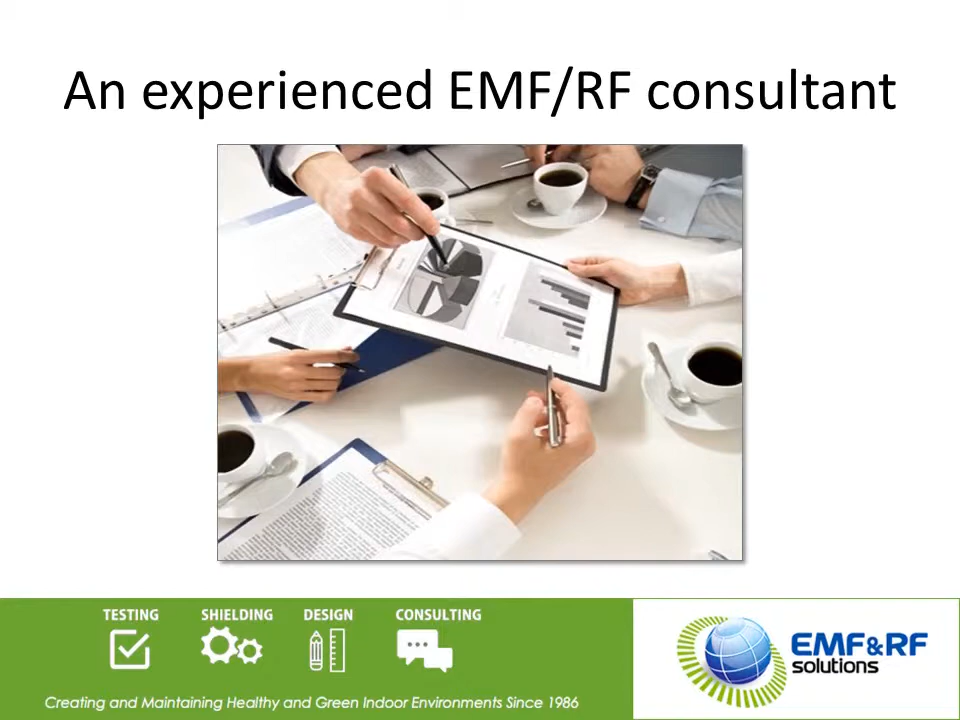 An experienced EMF/RF consultant
TESTING SHIELDING DESIGN CONSULTING
Creating and Maintaining Healthy and Green Indoor Environments Since 1986
EMF&RF
solutions